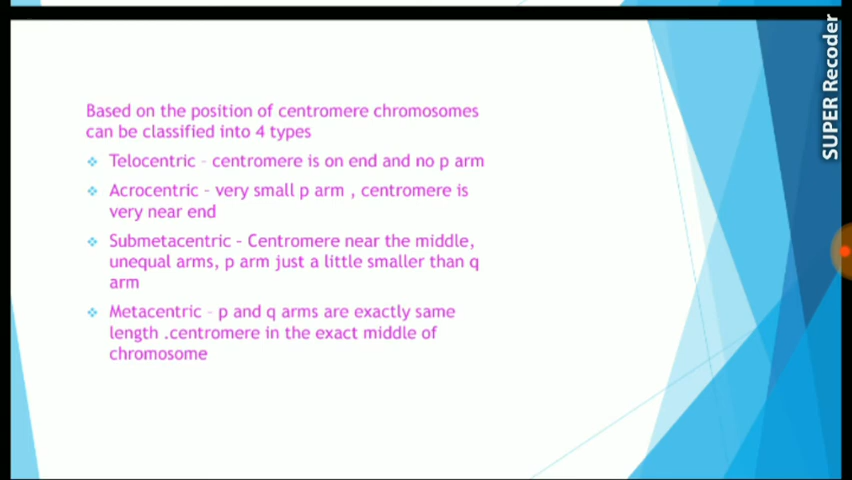 Based on the position of centromere chromosomes
can be classified into 4 types
Telocentric – centromere is on end and no p arm
Acrocentric – very small p arm , centromere is
very near end
Submetacentric – Centromere near the middle,
unequal arms, p arm just a little smaller than q
arm
Metacentric – p and q arms are exactly same
length .centromere in the exact middle of
chromosome
SUPER Recoder